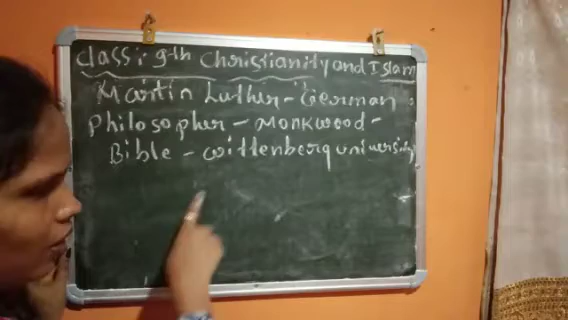 Class: 9th Christianity and Islam
Martin Luther - German
Philosopher - Monkwood -
Bible - wittenberg university